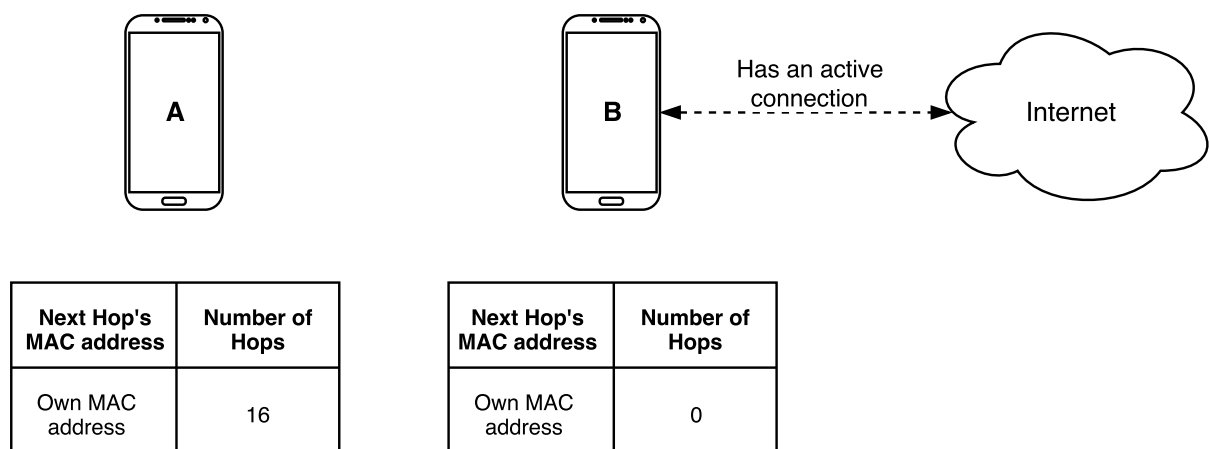 A
B
Has an active
connection
Internet
Next Hop's
MAC address
Number of
Hops
Own MAC
address
16
Next Hop's
MAC address
Number of
Hops
Own MAC
address
0